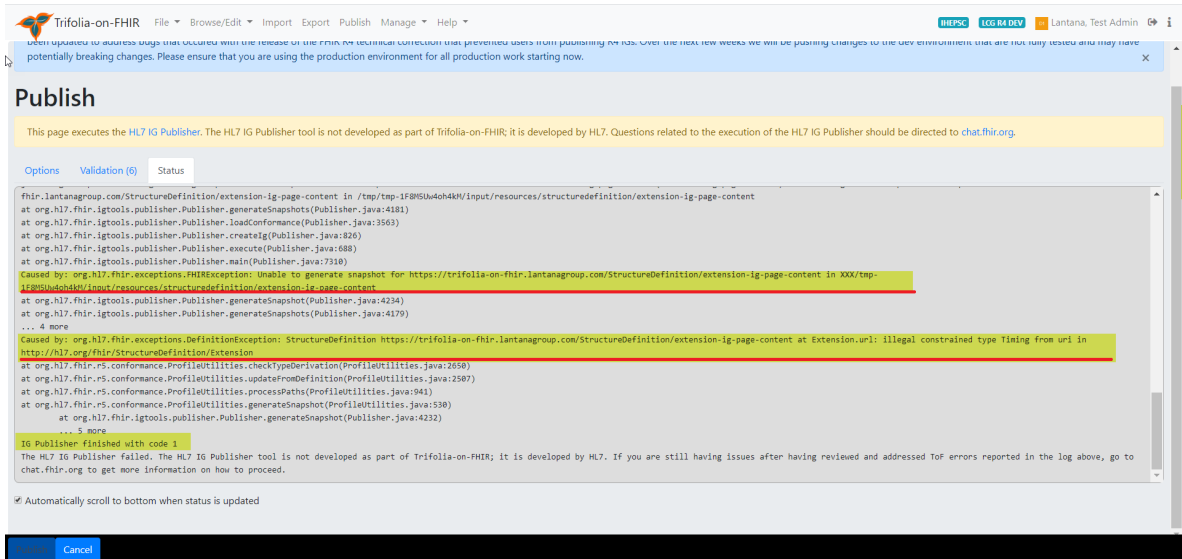 Trifolia-on-FHIR File Browse/Edit Import Export Publish Manage Help IHEPSC LCG R4 DEV Lantana, Test Admin
been updated to address bugs that occured with the release of the FHIR R4 technical correction that prevented users from publishing R4 IGs. Over the next few weeks we will be pushing changes to the dev environment that are not fully tested and may have
potentially breaking changes. Please ensure that you are using the production environment for all production work starting now.
Publish
This page executes the HL7 IG Publisher. The HL7 IG Publisher tool is not developed as part of Trifolia-on-FHIR; it is developed by HL7. Questions related to the execution of the HL7 IG Publisher should be directed to chat.fhir.org.
Options Validation (6) Status
fhir.lantanagroup.com/StructureDefinition/extension-ig-page-content in /tmp/tmp-1F8M5Uw4oh4kM/input/resources/structuredefinition/extension-ig-page-content
at org.hl7.fhir.igtools.publisher.Publisher.generateSnapshots(Publisher.java:4181)
at org.hl7.fhir.igtools.publisher.Publisher.loadConformance(Publisher.java:3563)
at org.hl7.fhir.igtools.publisher.Publisher.createIg(Publisher.java:826)
at org.hl7.fhir.igtools.publisher.Publisher.execute(Publisher.java:688)
at org.hl7.fhir.igtools.publisher.Publisher.main(Publisher.java:7310)
Caused by: org.hl7.fhir.exceptions.FHIRException: Unable to generate snapshot for https://trifolia-on-fhir.lantanagroup.com/StructureDefinition/extension-ig-page-content in XXX/tmp-
1F8M5Uw4oh4kM/input/resources/structuredefinition/extension-ig-page-content
at org.hl7.fhir.igtools.publisher.Publisher.generateSnapshot(Publisher.java:4234)
at org.hl7.fhir.igtools.publisher.Publisher.generateSnapshots(Publisher.java:4179)
... 4 more
Caused by: org.hl7.fhir.exceptions.DefinitionException: StructureDefinition https://trifolia-on-fhir.lantanagroup.com/StructureDefinition/extension-ig-page-content at Extension.url: illegal constrained type Timing from uri in
http://hl7.org/fhir/StructureDefinition/Extension
at org.hl7.fhir.r5.conformance.ProfileUtilities.checkTypeDerivation(ProfileUtilities.java:2650)
at org.hl7.fhir.r5.conformance.ProfileUtilities.updateFromDefinition(ProfileUtilities.java:2507)
at org.hl7.fhir.r5.conformance.ProfileUtilities.processPaths(ProfileUtilities.java:941)
at org.hl7.fhir.r5.conformance.ProfileUtilities.generateSnapshot(ProfileUtilities.java:530)
at org.hl7.fhir.igtools.publisher.Publisher.generateSnapshot(Publisher.java:4232)
... 5 more
IG Publisher finished with code 1
The HL7 IG Publisher failed. The HL7 IG Publisher tool is not developed as part of Trifolia-on-FHIR; it is developed by HL7. If you are still having issues after having reviewed and addressed ToF errors reported in the log above, go to
chat.fhir.org to get more information on how to proceed.
Automatically scroll to bottom when status is updated
Cancel